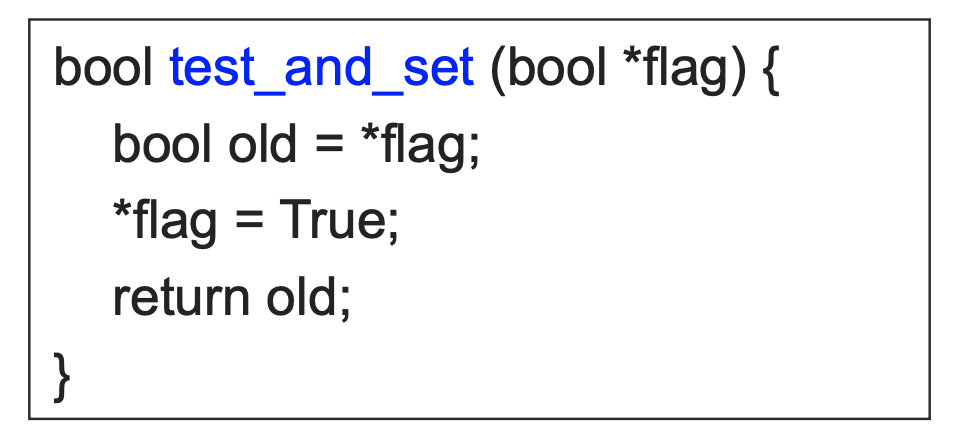 bool test_and_set (bool *flag) {
bool old = *flag;
*flag = True;
return old;
}